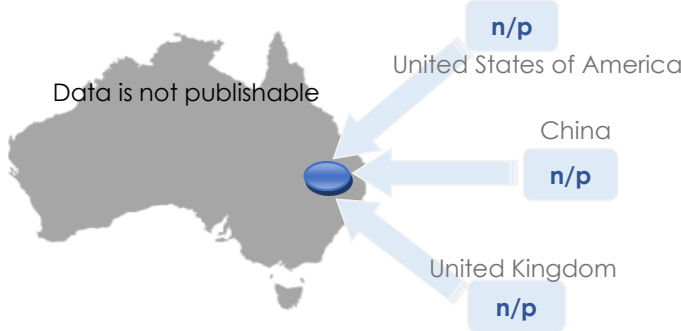 n/p
United States of America
Data is not publishable
China
n/p
United Kingdom
n/p